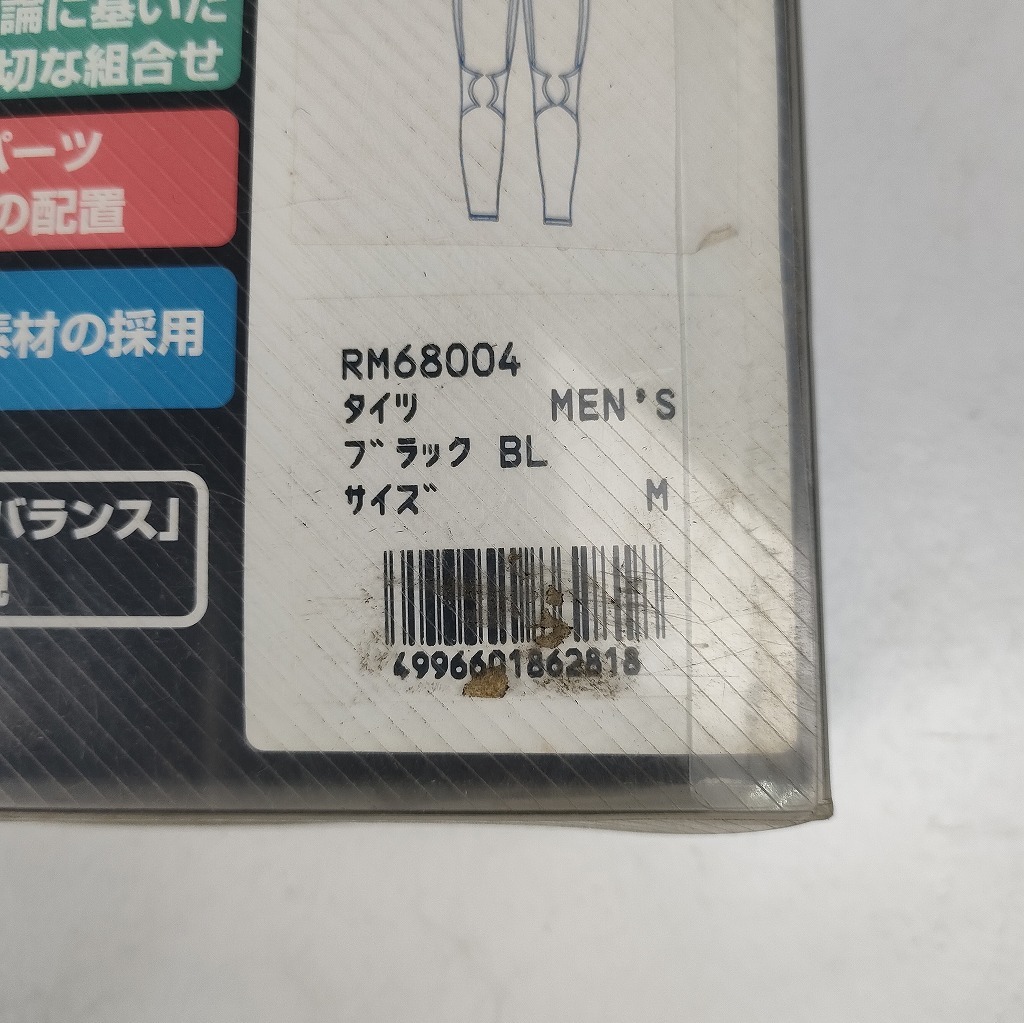 論に基いた
切な組合せ
パーツ
の配置
素材の採用
バランス」
RM68004
タイツ MEN'S
ブラック BL
サイズ M
4996601862818